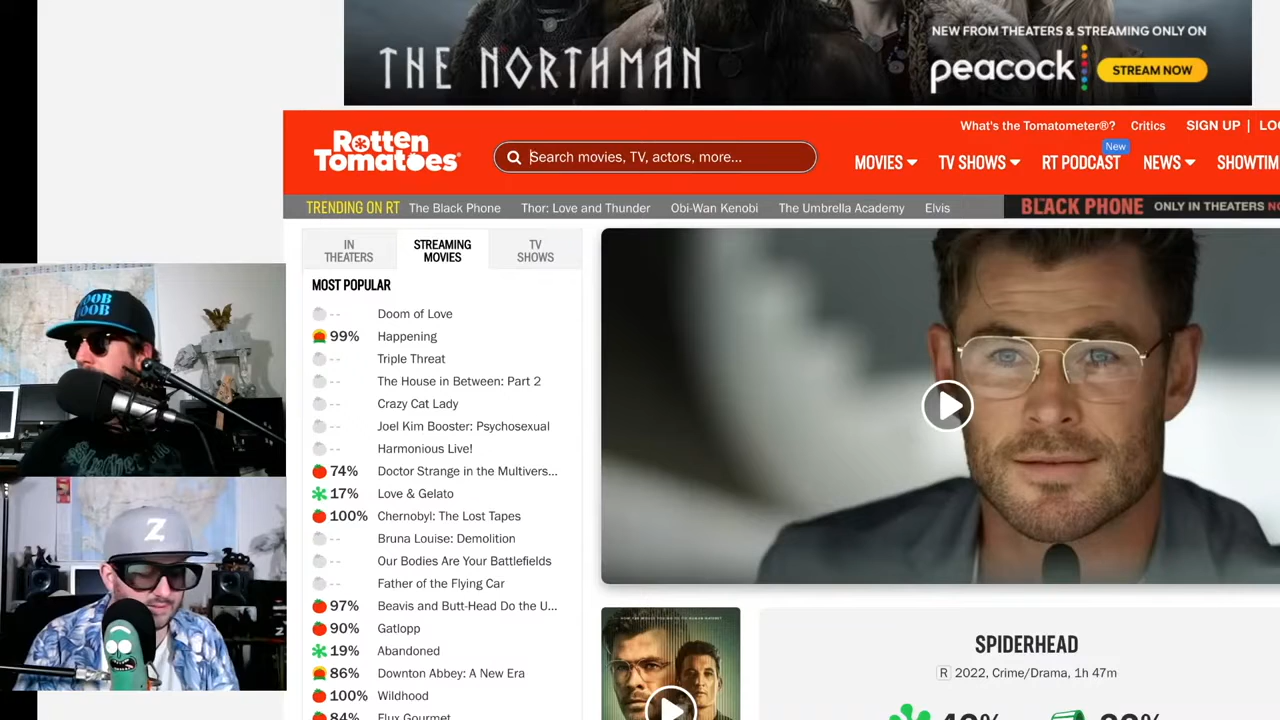 THE NORTHMAN
NEW FROM THEATERS & STREAMING ONLY ON
peacock
STREAM NOW
What's the Tomatometer®? Critics SIGN UP |
Rotten
Tomatoes®
Search movies, TV, actors, more...
MOVIES TV SHOWS RT PODCAST New NEWS SHOWTIM
TRENDING ON RT The Black Phone Thor: Love and Thunder Obi-Wan Kenobi The Umbrella Academy Elvis
BLACK PHONE ONLY IN THEATERS
IN THEATERS
STREAMING MOVIES
TV SHOWS
MOST POPULAR
-- Doom of Love
99% Happening
-- Triple Threat
-- The House in Between: Part 2
-- Crazy Cat Lady
-- Joel Kim Booster: Psychosexual
-- Harmonious Live!
74% Doctor Strange in the Multivers...
17% Love & Gelato
100% Chernobyl: The Lost Tapes
-- Bruna Louise: Demolition
-- Our Bodies Are Your Battlefields
-- Father of the Flying Car
97% Beavis and Butt-Head Do the U...
90% Gatlopp
19% Abandoned
86% Downton Abbey: A New Era
100% Wildhood
84% Flux Gourmet
SPIDERHEAD
R 2022, Crime/Drama, 1h 47m
Z